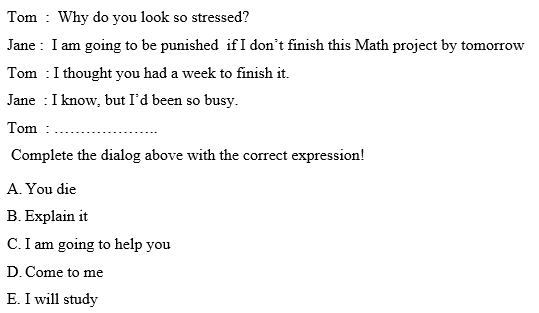 Tom : Why do you look so stressed?
Jane : I am going to be punished if I don't finish this Math project by tomorrow
Tom : I thought you had a week to finish it.
Jane : I know, but I'd been so busy.
Tom : ………………..
Complete the dialog above with the correct expression!
A. You die
B. Explain it
C. I am going to help you
D. Come to me
E. I will study